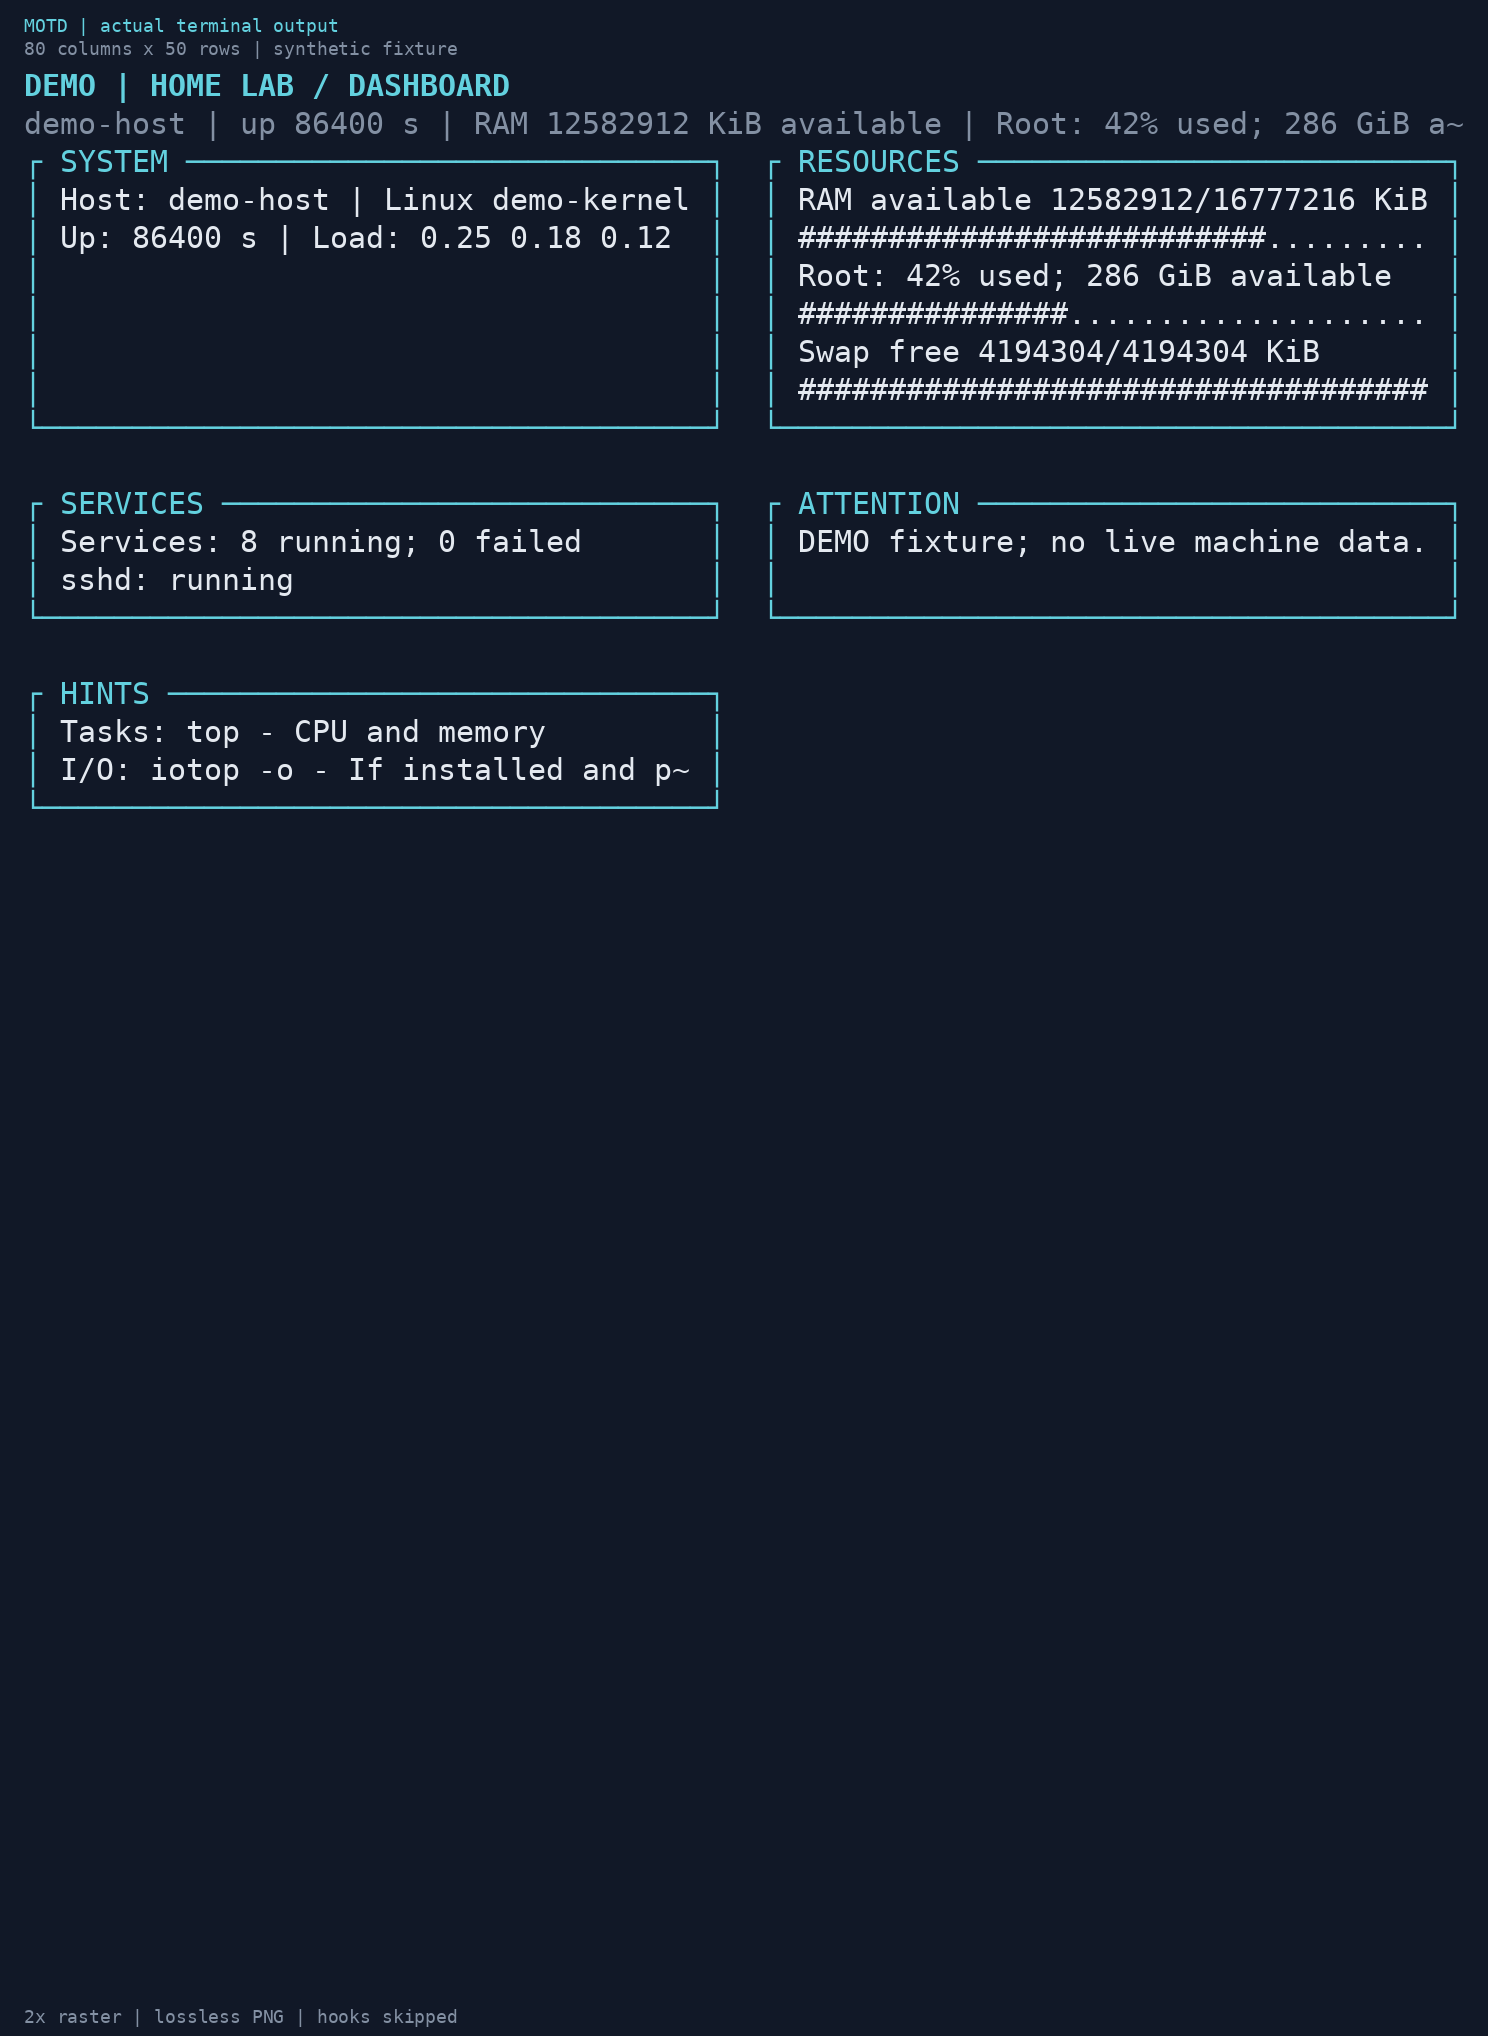 MOTD | actual terminal output
80 columns x 50 rows | synthetic fixture
DEMO | HOME LAB / DASHBOARD
demo-host | up 86400 s | RAM 12582912 KiB available | Root: 42% used; 286 GiB a~
SYSTEM
Host: demo-host | Linux demo-kernel
Up: 86400 s | Load: 0.25 0.18 0.12
RESOURCES
RAM available 12582912/16777216 KiB
##########################.........
Root: 42% used; 286 GiB available
###############....................
Swap free 4194304/4194304 KiB
###################################
SERVICES
Services: 8 running; 0 failed
sshd: running
ATTENTION
DEMO fixture; no live machine data.
HINTS
Tasks: top - CPU and memory
I/O: iotop -o - If installed and p~
2x raster | lossless PNG | hooks skipped